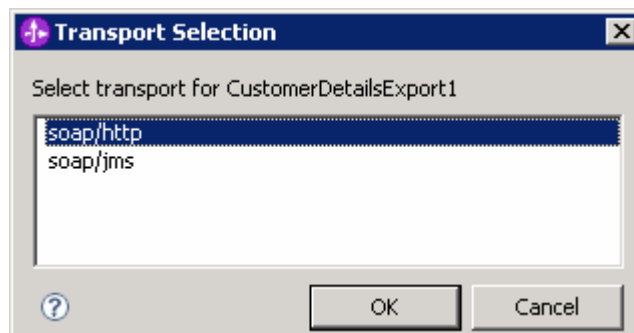 Transport Selection
Select transport for CustomerDetailsExport1
soap/http
soap/jms
?
OK
Cancel